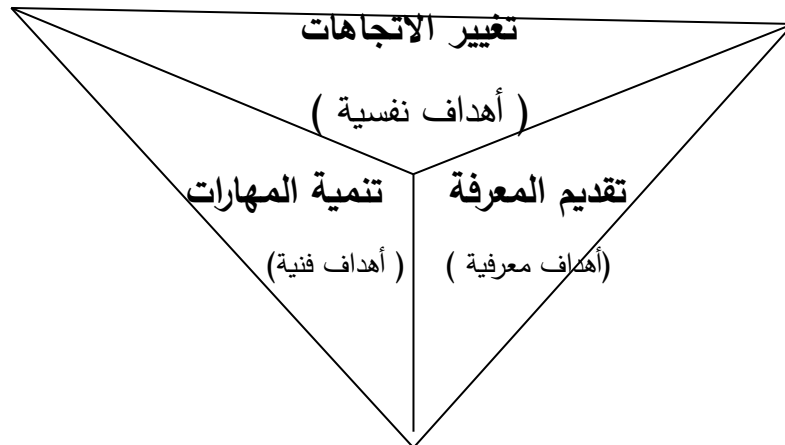 تغيير الاتجاهات
( أهداف نفسية )
تقديم المعرفة
(أهداف معرفية )
تنمية المهارات
( أهداف فنية)